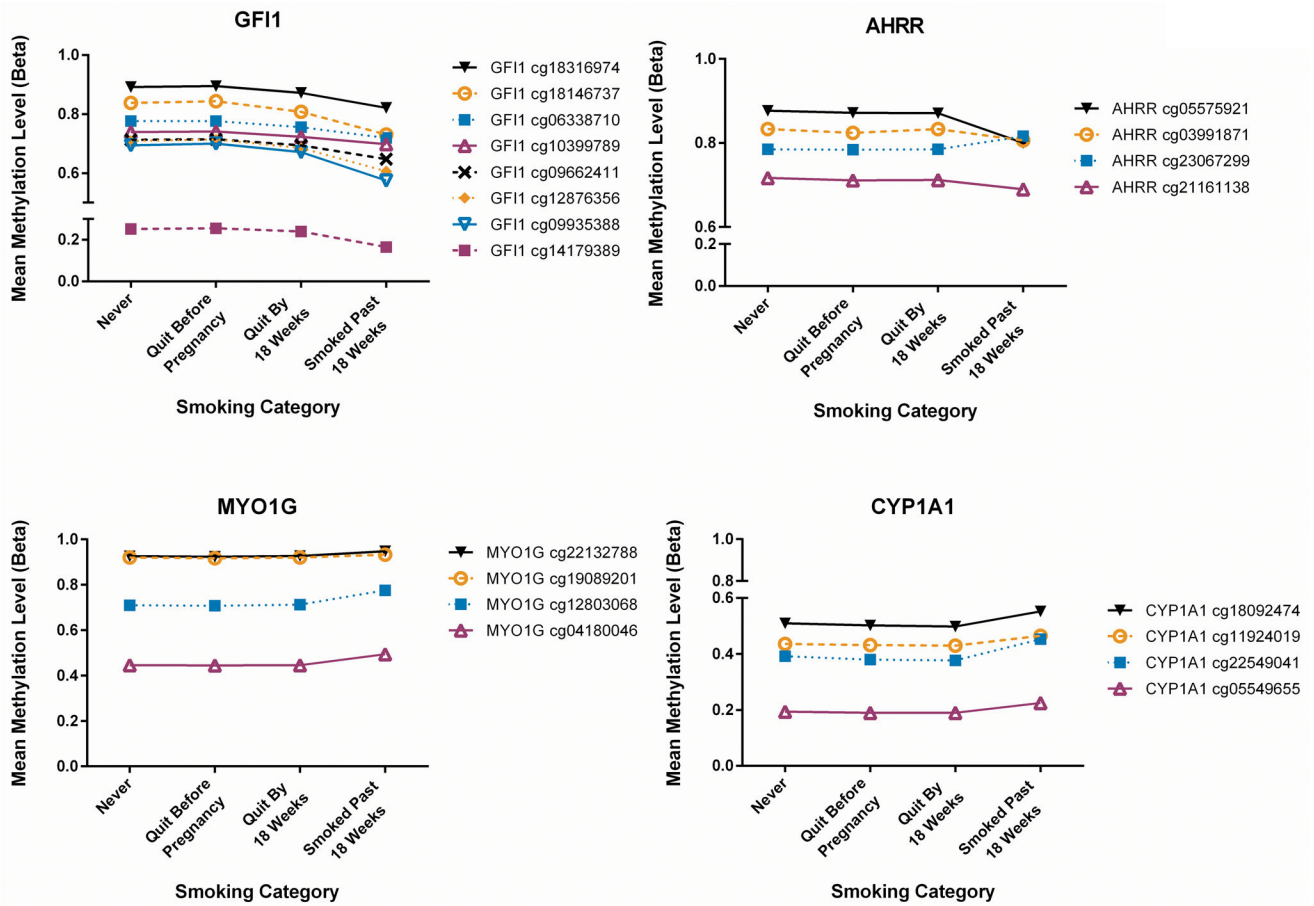 GFI1
Mean Methylation Level (Beta)
1.0
0.8
0.6
0.2
0.0
Never
Quit Before
Pregnancy
Quit By
18 Weeks
Smoked Past
18 Weeks
Smoking Category
GFI1 cg18316974
GFI1 cg18146737
GFI1 cg06338710
GFI1 cg10399789
GFI1 cg09662411
GFI1 cg12876356
GFI1 cg09935388
GFI1 cg14179389
AHRR
Mean Methylation Level (Beta)
1.0
0.8
0.6
0.2
0.0
Never
Quit Before
Pregnancy
Quit By
18 Weeks
Smoked Past
18 Weeks
Smoking Category
AHRR cg05575921
AHRR cg03991871
AHRR cg23067299
AHRR cg21161138
MYO1G
Mean Methylation Level (Beta)
1.0
0.8
0.6
0.4
0.2
0.0
Never
Quit Before
Pregnancy
Quit By
18 Weeks
Smoked Past
18 Weeks
Smoking Category
MYO1G cg22132788
MYO1G cg19089201
MYO1G cg12803068
MYO1G cg04180046
CYP1A1
Mean Methylation Level (Beta)
1.0
0.8
0.6
0.4
0.2
0.0
Never
Quit Before
Pregnancy
Quit By
18 Weeks
Smoked Past
18 Weeks
Smoking Category
CYP1A1 cg18092474
CYP1A1 cg11924019
CYP1A1 cg22549041
CYP1A1 cg05549655